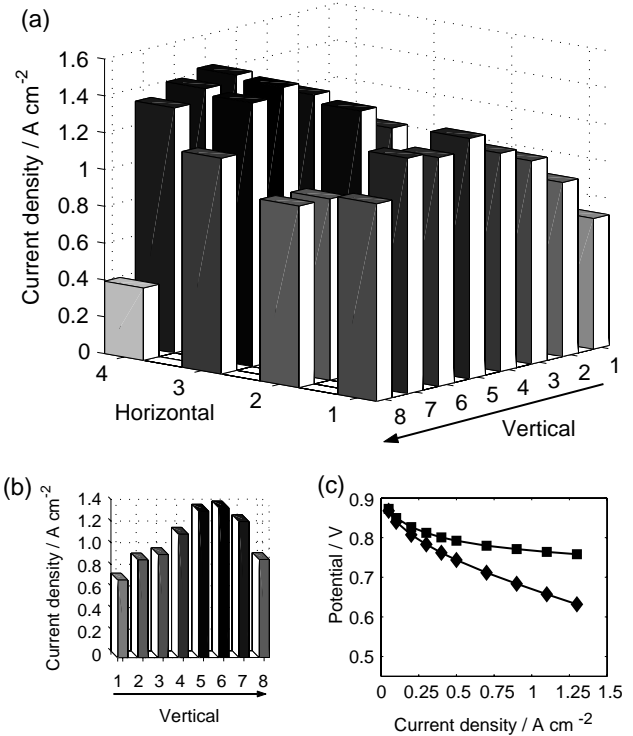 (a)
Current density / A cm-2
1.6
1.4
1.2
1
0.8
0.6
0.4
0.2
0
4
3
2
1
Horizontal
8
7
6
5
4
3
2
1
Vertical
(b)
Current density / A cm-2
1.4
1.2
1.0
0.8
0.6
0.4
0.2
0
1 2 3 4 5 6 7 8
Vertical
(c)
Potential / V
0.9
0.8
0.7
0.6
0.5
0 0.25 0.5 0.75 1 1.25 1.5
Current density / A cm-2